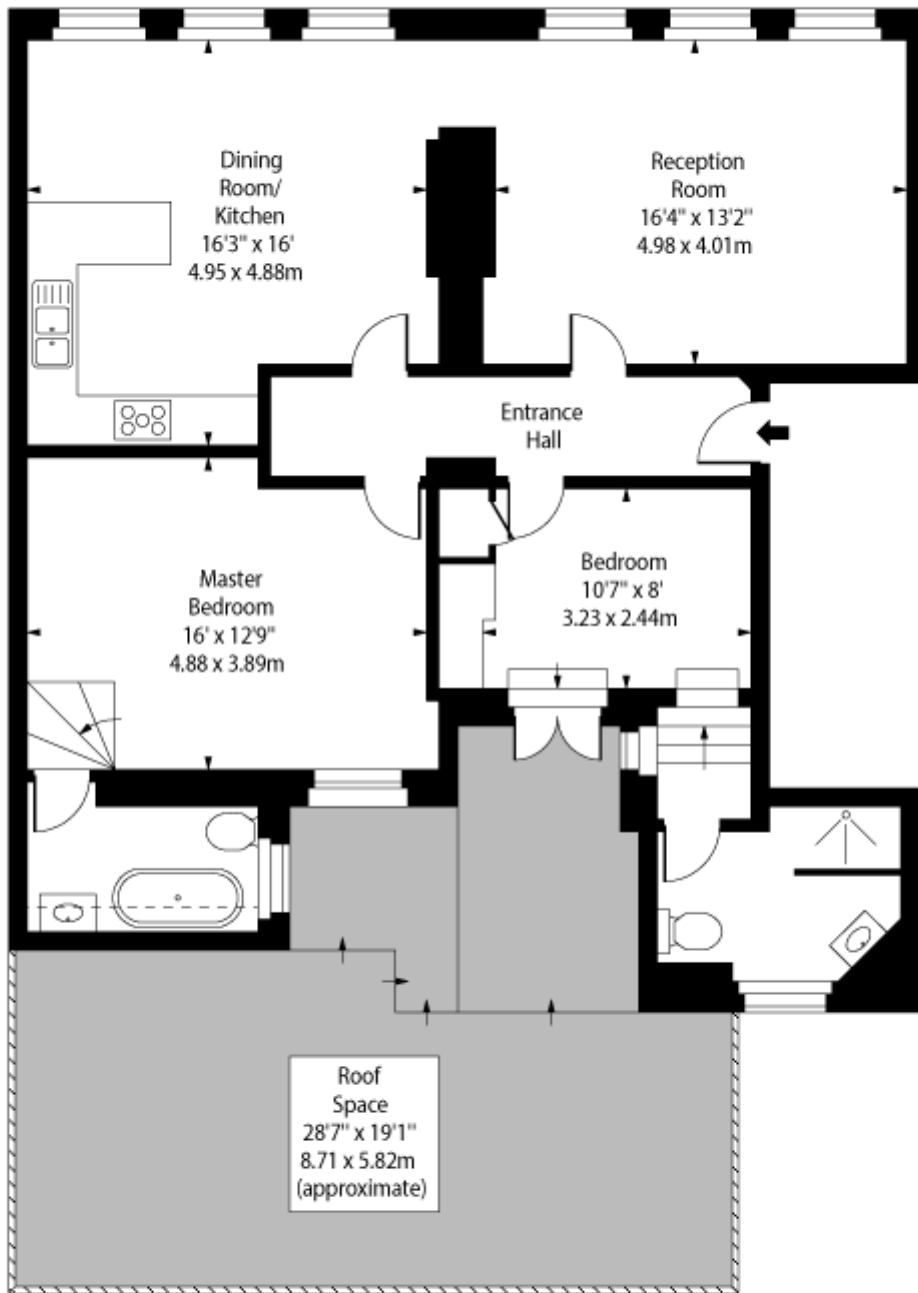 Dining
Room/
Kitchen
16'3" x 16'
4.95 x 4.88m
Reception
Room
16'4" x 13'2"
4.98 x 4.01m
Entrance
Hall
Master
Bedroom
16' x 12'9"
4.88 x 3.89m
Bedroom
10'7" x 8'
3.23 x 2.44m
Roof
Space
28'7" x 19'1"
8.71 x 5.82m
(approximate)